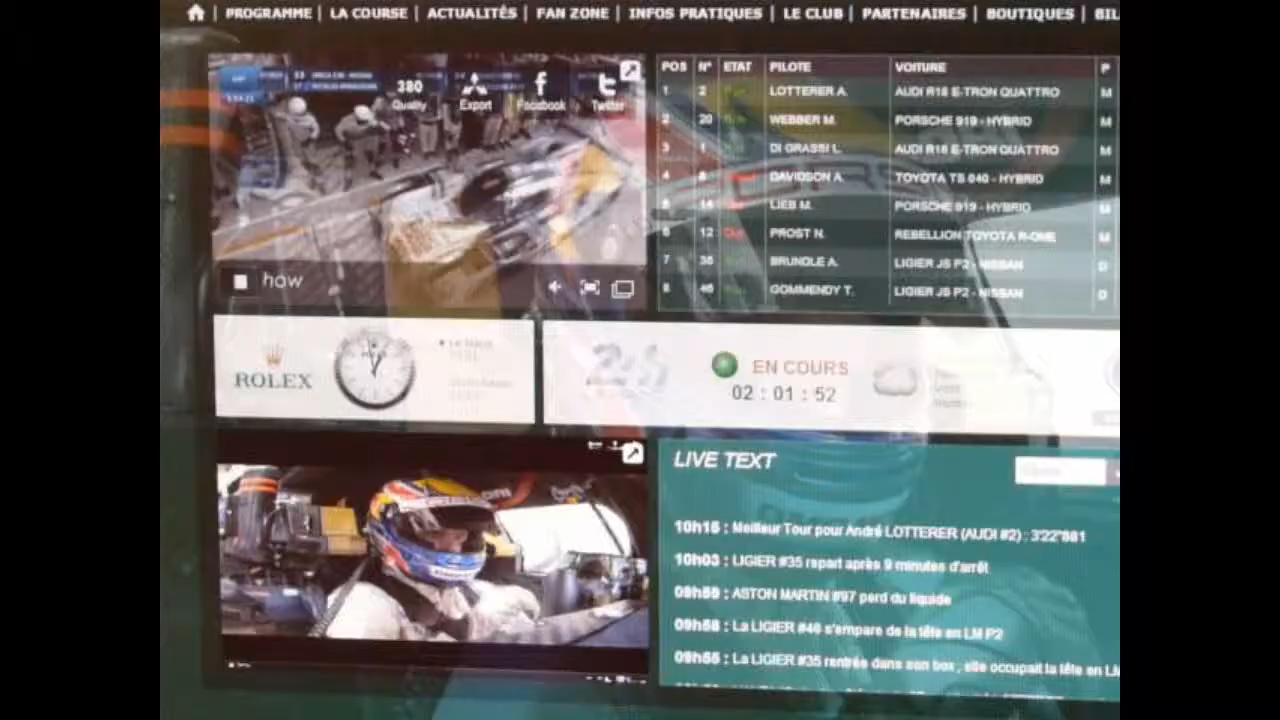 PROGRAMME | LA COURSE | ACTUALITÉS | FAN ZONE | INFOS PRATIQUES | LE CLUB | PARTENAIRES | BOUTIQUES | BIL
380
Quality Export Facebook Twitter
how
POS N° ETAT PILOTE VOITURE P
1 2 LOTTERER A. AUDI R18 E-TRON QUATTRO M
2 20 WEBBER M. PORSCHE 919 - HYBRID M
3 1 DI GRASSI L. AUDI R18 E-TRON QUATTRO M
4 8 DAVIDSON A. TOYOTA TS 040 - HYBRID M
5 14 LIEB M. PORSCHE 919 - HYBRID M
6 12 Out PROST N. REBELLION TOYOTA R-ONE M
7 35 BRUNDLE A. LIGIER JS P2 - NISSAN D
8 46 GOMMENDY T. LIGIER JS P2 - NISSAN D
ROLEX
EN COURS
02 : 01 : 52
LIVE TEXT
10h15 : Meilleur Tour pour André LOTTERER (AUDI #2) : 3'22"881
10h03 : LIGIER #35 repart après 9 minutes d'arrêt
09h59 : ASTON MARTIN #97 perd du liquide
09h58 : La LIGIER #46 s'empare de la tête en LM P2
09h55 : La LIGIER #35 rentrée dans son box , elle occupait la tête en LM